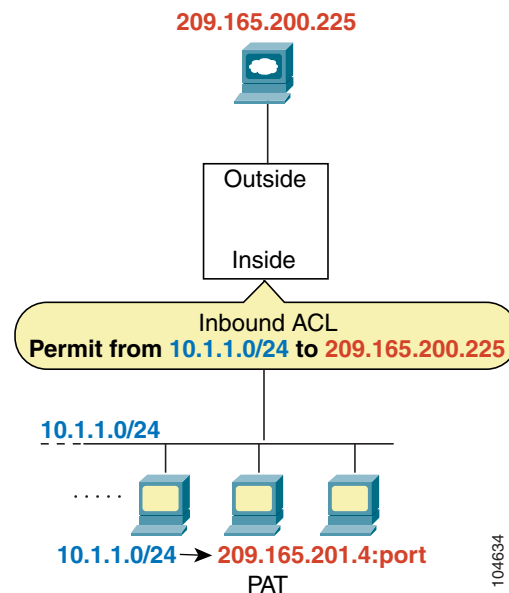 209.165.200.225
Outside
Inside
Inbound ACL
Permit from 10.1.1.0/24 to 209.165.200.225
10.1.1.0/24
10.1.1.0/24 209.165.201.4:port
PAT
104634